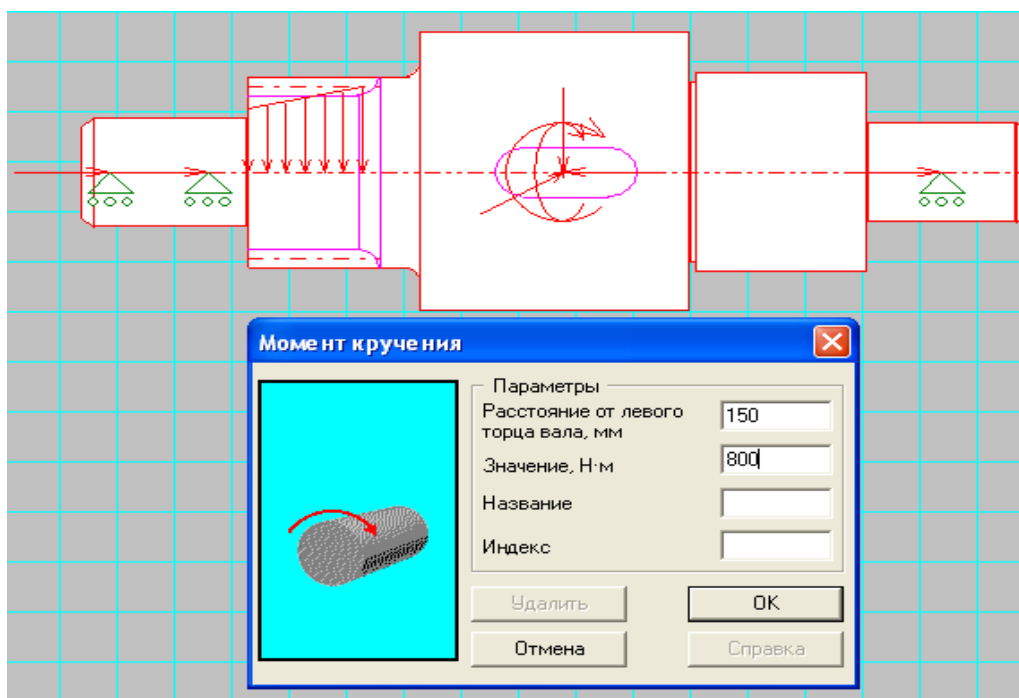 Момент кручения
Параметры
Расстояние от левого
торца вала, мм
150
Значение, Н·м
800
Название
Индекс
Удалить
OK
Отмена
Справка